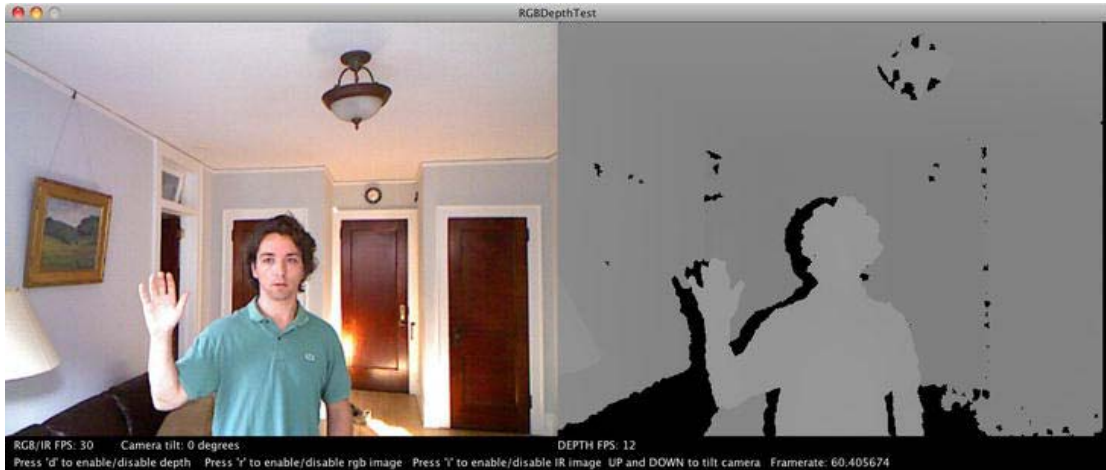 RGBDepthTest
RGB/IR FPS: 30 Camera tilt: 0 degrees DEPTH FPS: 12
Press 'd' to enable/disable depth Press 'r' to enable/disable rgb image Press 'i' to enable/disable IR image UP and DOWN to tilt camera Framerate: 60.405674